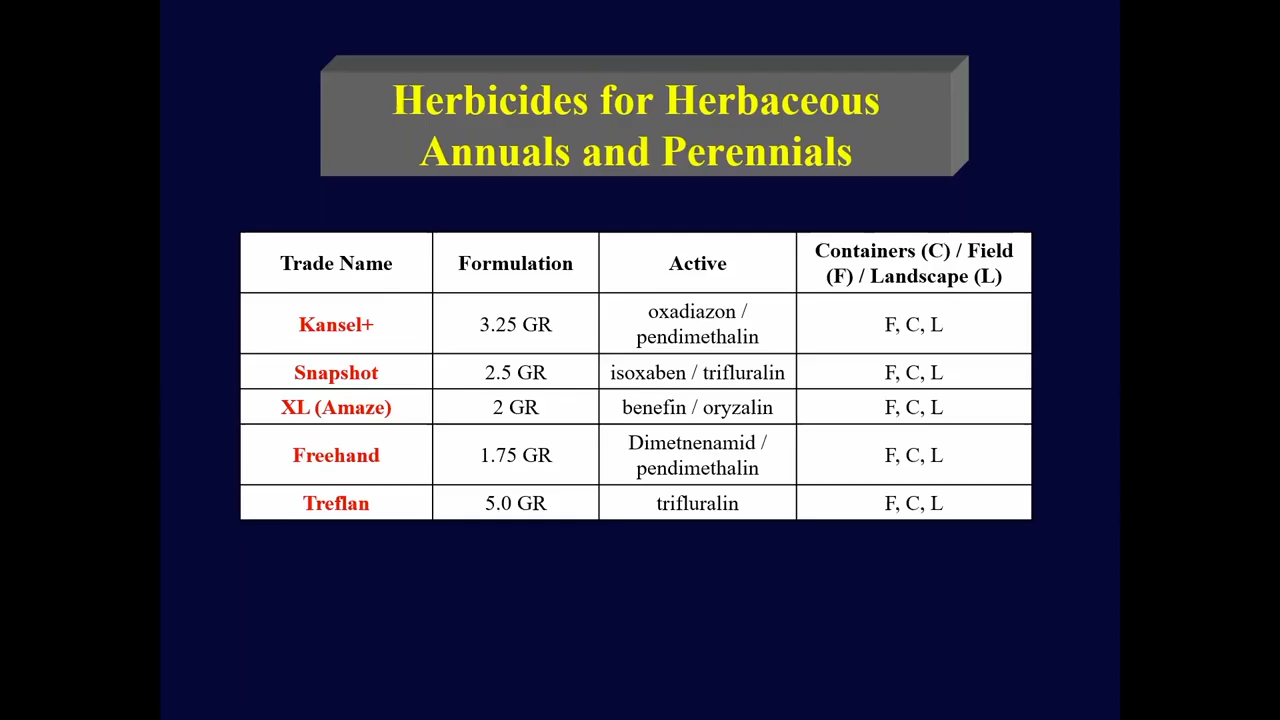 Herbicides for Herbaceous
Annuals and Perennials
Trade Name
Formulation
Active
Containers (C) / Field
(F) / Landscape (L)
Kansel+
3.25 GR
oxadiazon /
pendimethalin
F, C, L
Snapshot
2.5 GR
isoxaben / trifluralin
F, C, L
XL (Amaze)
2 GR
benefin / oryzalin
F, C, L
Freehand
1.75 GR
Dimetnenamid /
pendimethalin
F, C, L
Treflan
5.0 GR
trifluralin
F, C, L